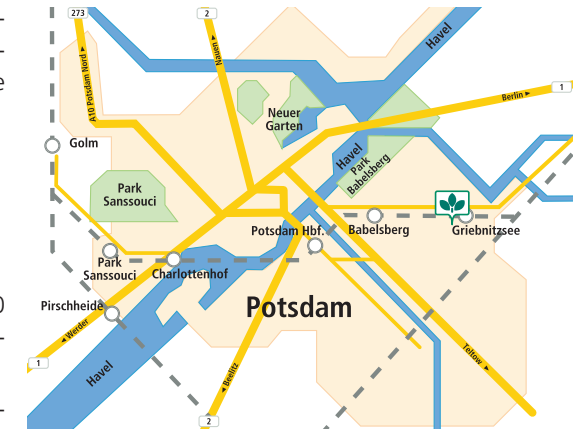 273
2
Havel
A10 Potsdam Nord
Nauen
Berlin
1
Neuer
Garten
Golm
Havel
Park
Babelsberg
Park
Sanssouci
Potsdam Hbf.
Babelsberg
Griebnitzsee
Park
Sanssouci
Charlottenhof
Pirschheide
Potsdam
Werder
1
Havel
Beelitz
Teltow
2
0
e